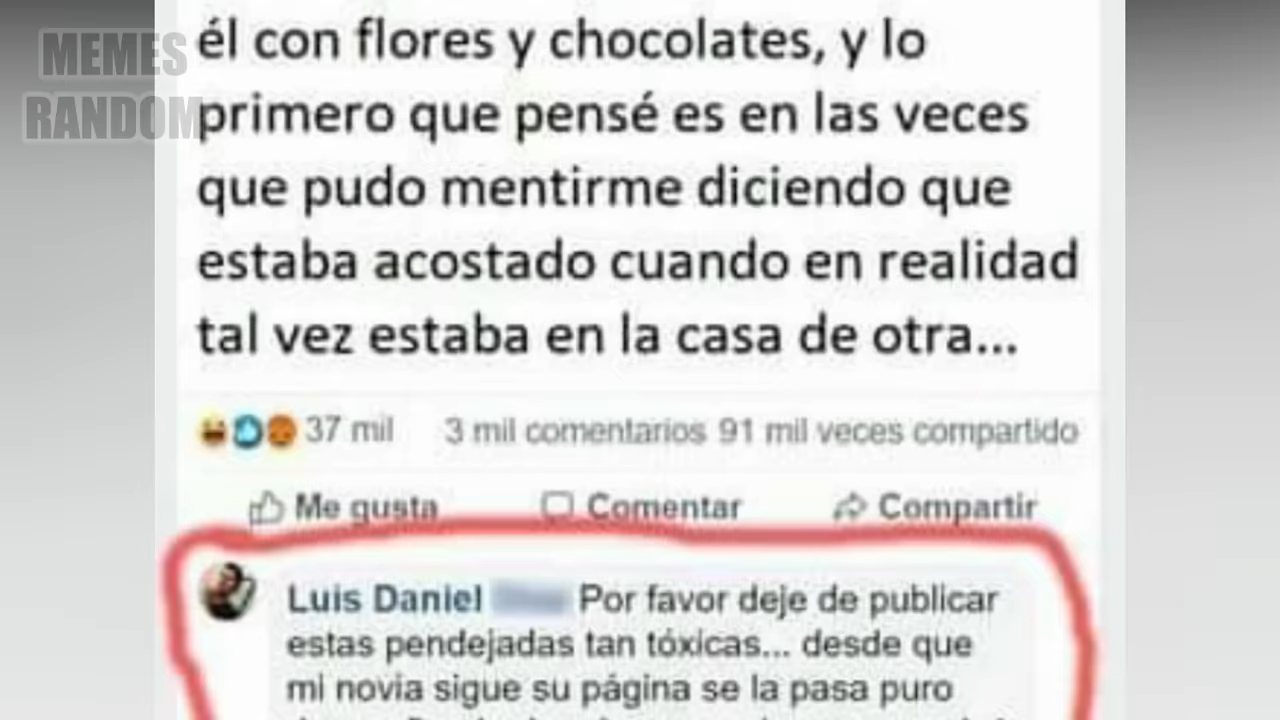 MEMES
RANDOM
él con flores y chocolates, y lo
primero que pensé es en las veces
que pudo mentirme diciendo que
estaba acostado cuando en realidad
tal vez estaba en la casa de otra...
37 mil 3 mil comentarios 91 mil veces compartido
Me gusta Comentar Compartir
Luis Daniel Por favor deje de publicar
estas pendejadas tan tóxicas... desde que
mi novia sigue su página se la pasa puro